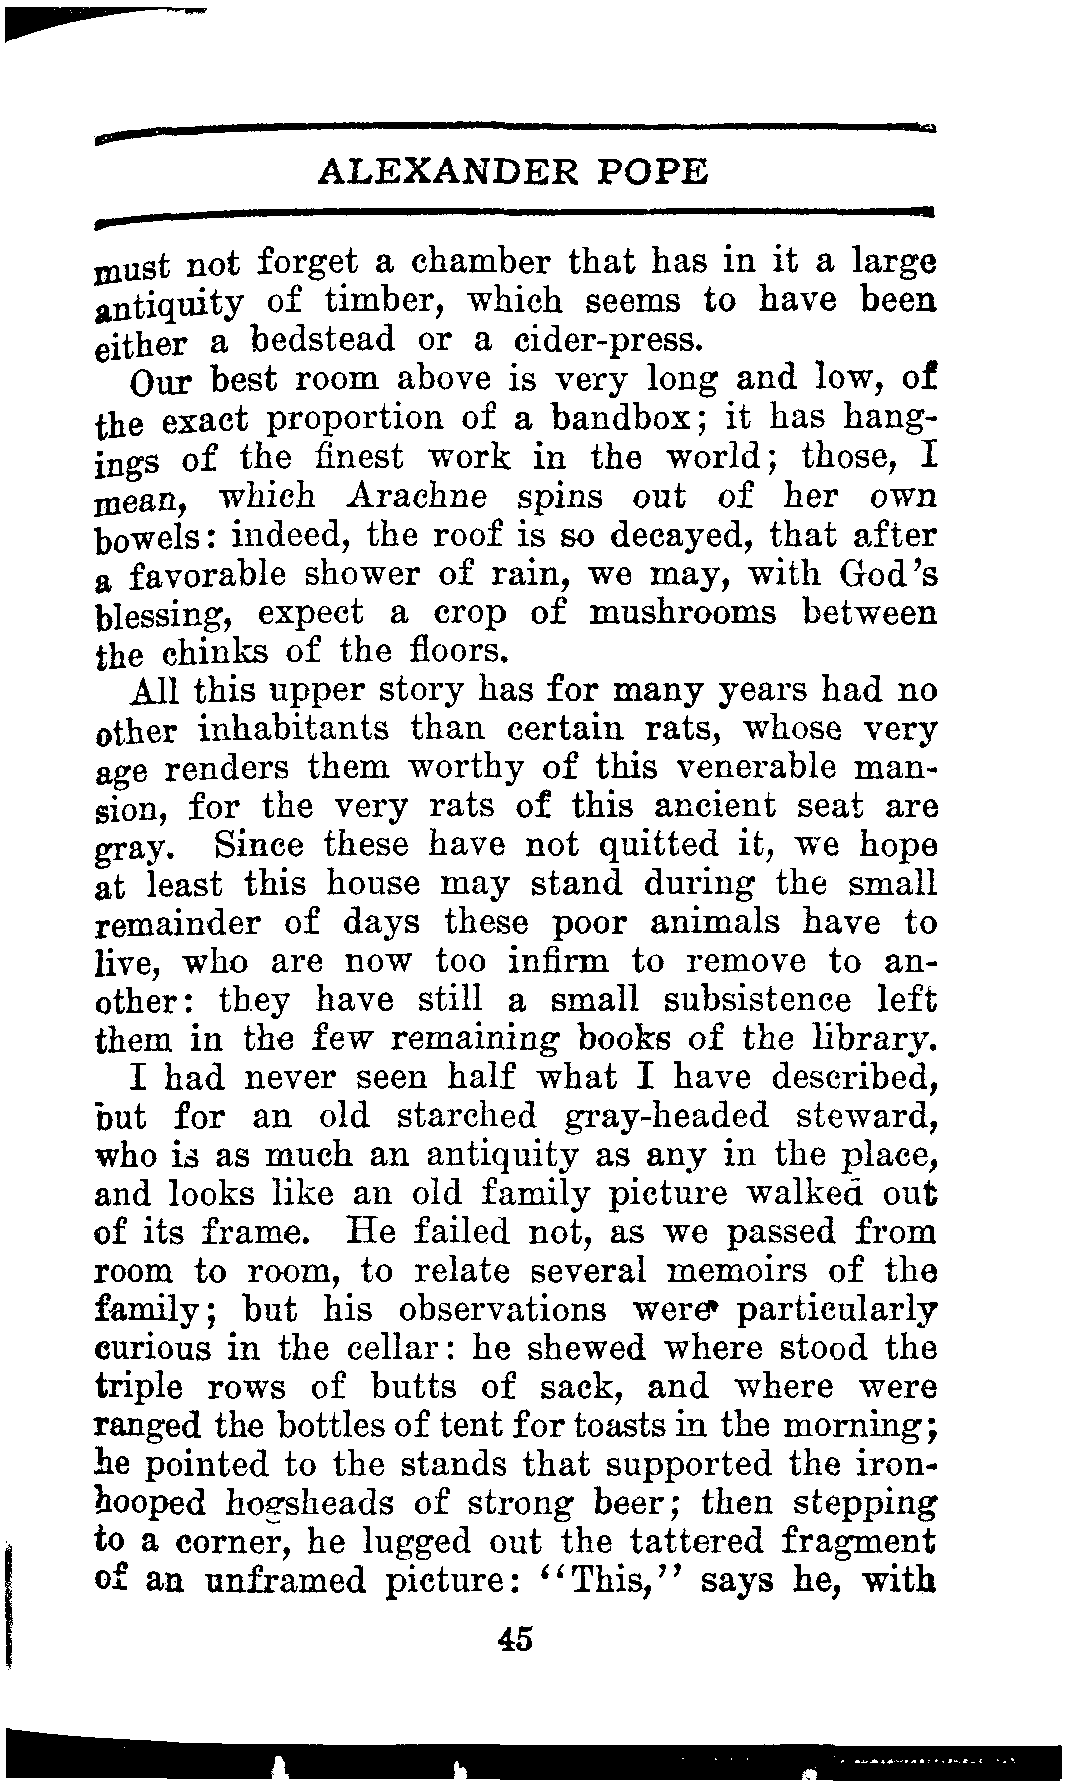 ALEXANDER POPE
must not forget a chamber that has in it a large
antiquity of timber, which seems to have been
either a bedstead or a cider-press.
Our best room above is very long and low, of
the exact proportion of a bandbox; it has hang-
ings of the finest work in the world; those, I
mean, which Arachne spins out of her own
bowels: indeed, the roof is so decayed, that after
a favorable shower of rain, we may, with God's
blessing, expect a crop of mushrooms between
the chinks of the floors.
All this upper story has for many years had no
other inhabitants than certain rats, whose very
age renders them worthy of this venerable man-
sion, for the very rats of this ancient seat are
gray. Since these have not quitted it, we hope
at least this house may stand during the small
remainder of days these poor animals have to
live, who are now too infirm to remove to an-
other: they have still a small subsistence left
them in the few remaining books of the library.
I had never seen half what I have described,
but for an old starched gray-headed steward,
who is as much an antiquity as any in the place,
and looks like an old family picture walked out
of its frame. He failed not, as we passed from
room to room, to relate several memoirs of the
family; but his observations were particularly
curious in the cellar: he shewed where stood the
triple rows of butts of sack, and where were
ranged the bottles of tent for toasts in the morning;
he pointed to the stands that supported the iron-
hooped hogsheads of strong beer; then stepping
to a corner, he lugged out the tattered fragment
of an unframed picture: "This," says he, with
45